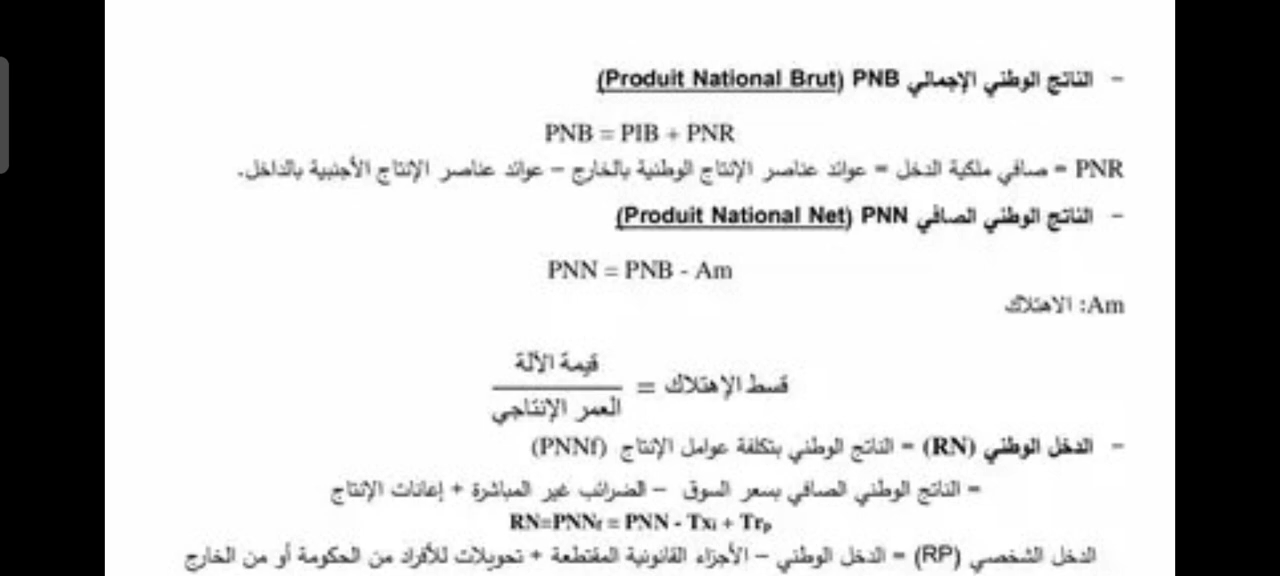 - الناتج الوطني الإجمالي PNB (Produit National Brut)
PNB = PIB + PNR
PNR = صافي ملكية الدخل = عوائد عناصر الإنتاج الوطنية بالخارج – عوائد عناصر الإنتاج الأجنبية بالداخل.
- الناتج الوطني الصافي PNN (Produit National Net)
PNN = PNB - Am
Am: الاهتلاك
قسط الإهتلاك = قيمة الآلة
العمر الإنتاجي
- الدخل الوطني (RN) = الناتج الوطني بتكلفة عوامل الإنتاج (PNNf)
= الناتج الوطني الصافي بسعر السوق – الضرائب غير المباشرة + إعانات الإنتاج
RN=PNNf = PNN - Txi + Trp
الدخل الشخصي (RP) = الدخل الوطني – الأجزاء القانونية المقتطعة + تحويلات للأفراد من الحكومة أو من الخارج